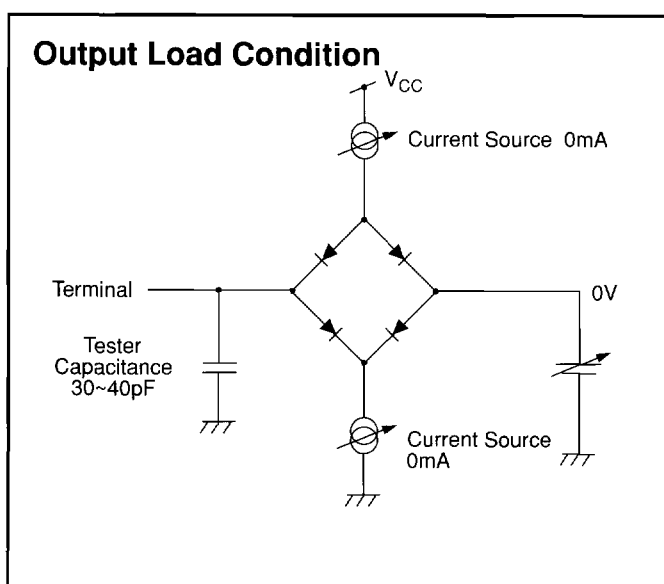 Output Load Condition
VCC
Current Source 0mA
Terminal
0V
Tester
Capacitance
30~40pF
Current Source
0mA